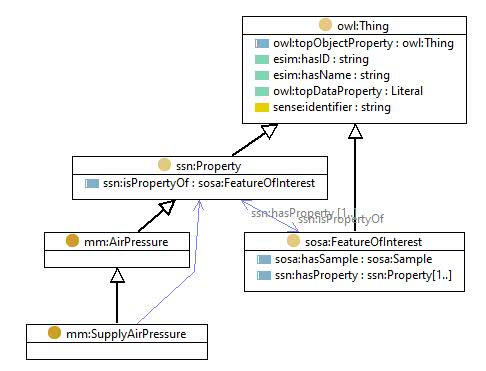 owl:Thing
owl:topObjectProperty : owl:Thing
esim:hasID : string
esim:hasName : string
owl:topDataProperty : Literal
sense:identifier : string
ssn:Property
ssn:isPropertyOf : sosa:FeatureOfInterest
ssn:hasProperty [1..]
ssn:isPropertyOf
mm:AirPressure
sosa:FeatureOfInterest
sosa:hasSample : sosa:Sample
ssn:hasProperty : ssn:Property[1..]
mm:SupplyAirPressure